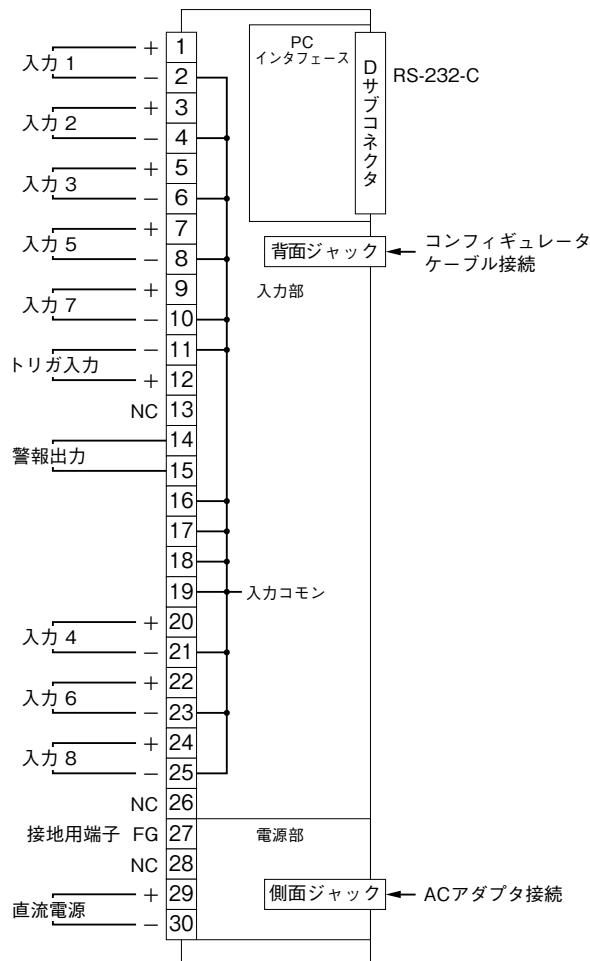 PC
インタフェース
Dサブコネクタ
RS-232-C
入力 1
+ 1
− 2
入力 2
+ 3
− 4
入力 3
+ 5
− 6
入力 5
+ 7
− 8
背面ジャック
コンフィギュレータ
ケーブル接続
入力部
入力 7
+ 9
− 10
トリガ入力
− 11
+ 12
NC 13
警報出力
14
15
16
17
18
19
入力コモン
入力 4
+ 20
− 21
入力 6
+ 22
− 23
入力 8
+ 24
− 25
NC 26
接地用端子 FG 27
電源部
NC 28
直流電源
+ 29
− 30
側面ジャック
ACアダプタ接続